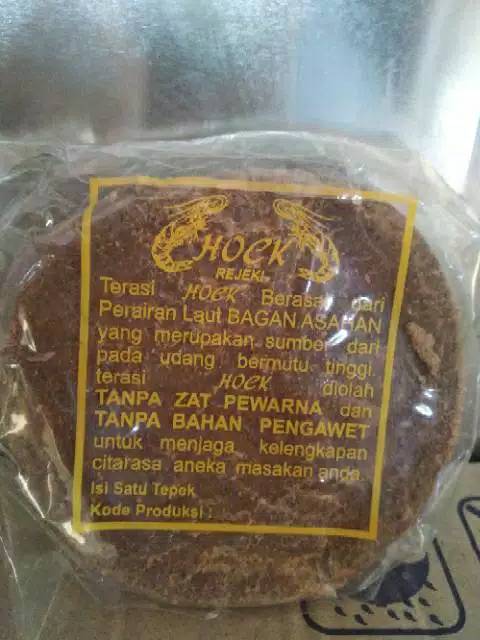 HOCK
REJEKI
Terasi HOCK Berasal dari
Perairan Laut BAGAN ASAHAN
yang merupakan sumber dari
pada udang bermutu tinggi.
terasi HOCK diolah
TANPA ZAT PEWARNA dan
TANPA BAHAN PENGAWET
untuk menjaga kelengkapan
citarasa aneka masakan anda.
Isi Satu Tepek
Kode Produksi :